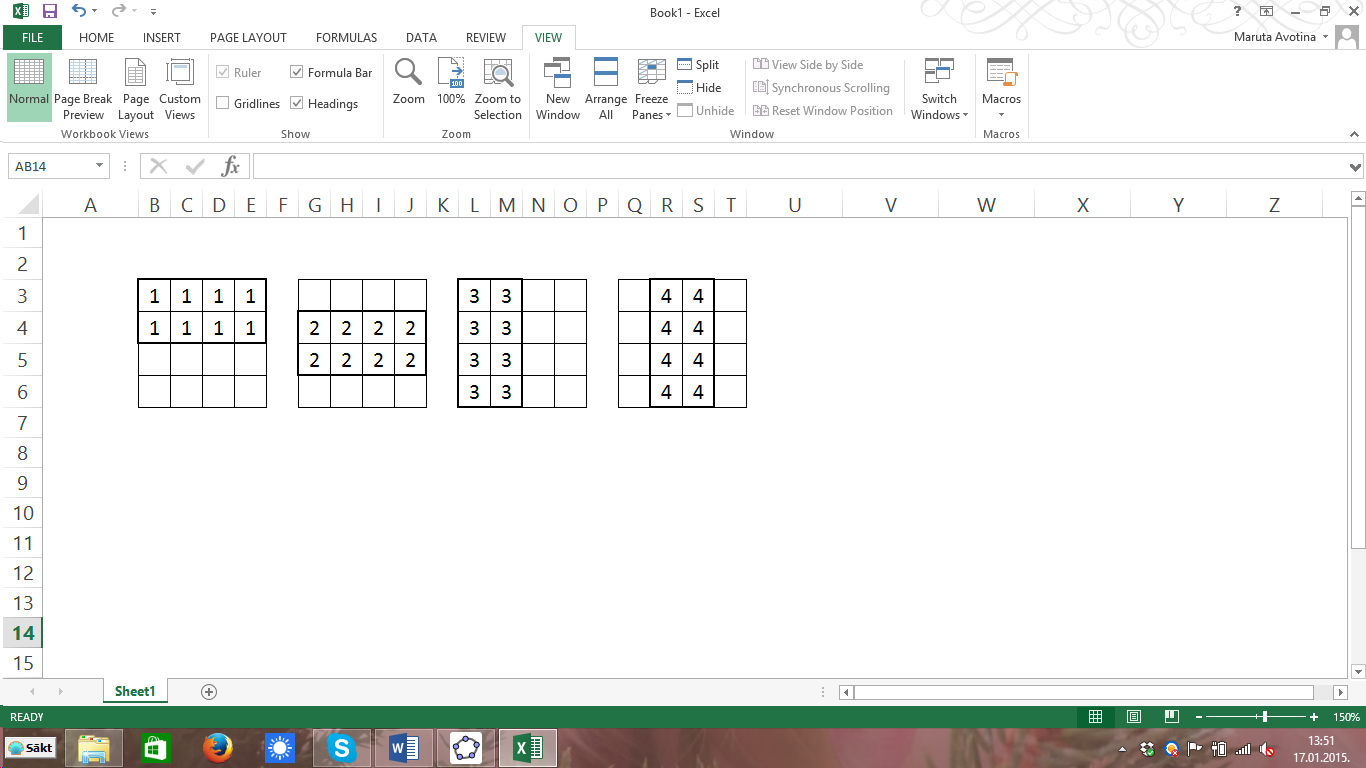 Book1 - Excel
?
FILE HOME INSERT PAGE LAYOUT FORMULAS DATA REVIEW VIEW Maruta Avotina
Normal Page Break Preview Page Layout Custom Views
Workbook Views
Ruler Formula Bar
Gridlines Headings
Show
Zoom 100% Zoom to Selection
100
Zoom
New Window Arrange All Freeze Panes
Split
Hide
Unhide
View Side by Side
Synchronous Scrolling
Reset Window Position
Window
Switch Windows
Macros
Macros
AB14 fx
A B C D E F G H I J K L M N O P Q R S T U V W X Y Z
1
2
3 1 1 1 1 3 3 4 4
4 1 1 1 1 2 2 2 2 3 3 4 4
5 2 2 2 2 3 3 4 4
6 3 3 4 4
7
8
9
10
11
12
13
14
15
Sheet1
READY 150%
Sākt
13:51
17.01.2015.